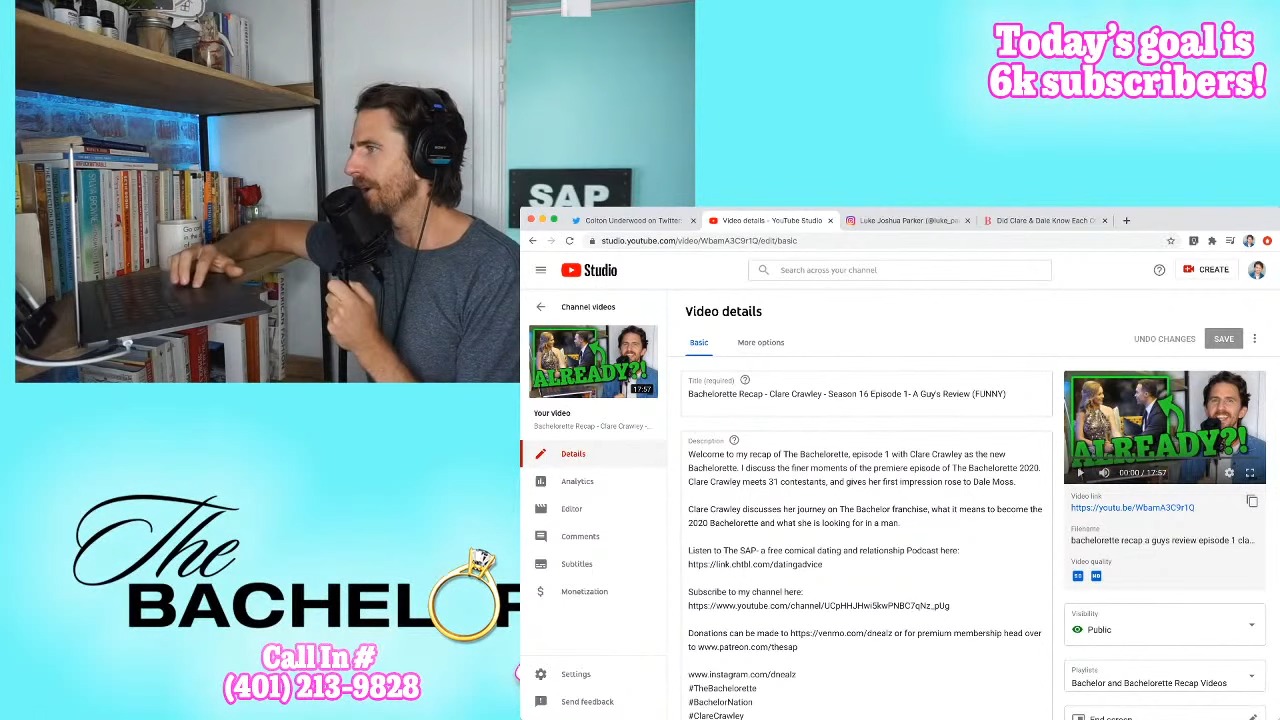 Today's goal is
6k subscribers!
SAP
Colton Underwood on Twitter:
Video details - YouTube Studio
Luke Joshua Parker (@luke_pa
Did Clare & Dale Know Each O
studio.youtube.com/video/WbamA3C9r1Q/edit/basic
Studio
Search across your channel
CREATE
Channel videos
ALREADY?!
17:57
Your video
Bachelorette Recap - Clare Crawley -...
Details
Analytics
Editor
Comments
Subtitles
Monetization
Settings
Send feedback
Video details
Basic
More options
UNDO CHANGES
SAVE
Title (required)
Bachelorette Recap - Clare Crawley - Season 16 Episode 1- A Guy's Review (FUNNY)
Description
Welcome to my recap of The Bachelorette, episode 1 with Clare Crawley as the new
Bachelorette. I discuss the finer moments of the premiere episode of The Bachelorette 2020.
Clare Crawley meets 31 contestants, and gives her first impression rose to Dale Moss.
Clare Crawley discusses her journey on The Bachelor franchise, what it means to become the
2020 Bachelorette and what she is looking for in a man.
Listen to The SAP- a free comical dating and relationship Podcast here:
https://link.chtbl.com/datingadvice
Subscribe to my channel here:
https://www.youtube.com/channel/UCpHHJHwi5kwPNBC7qNz_pUg
Donations can be made to https://venmo.com/dnealz or for premium membership head over
to www.patreon.com/thesap
www.instagram.com/dnealz
#TheBachelorette
#BachelorNation
#ClareCrawley
ALREADY?!
00:00 / 17:57
Video link
https://youtu.be/WbamA3C9r1Q
Filename
bachelorette recap a guys review episode 1 cla...
Video quality
SD
HD
Visibility
Public
Playlists
Bachelor and Bachelorette Recap Videos
End screen
The
BACHELOR
Call In #
(401) 213-9828